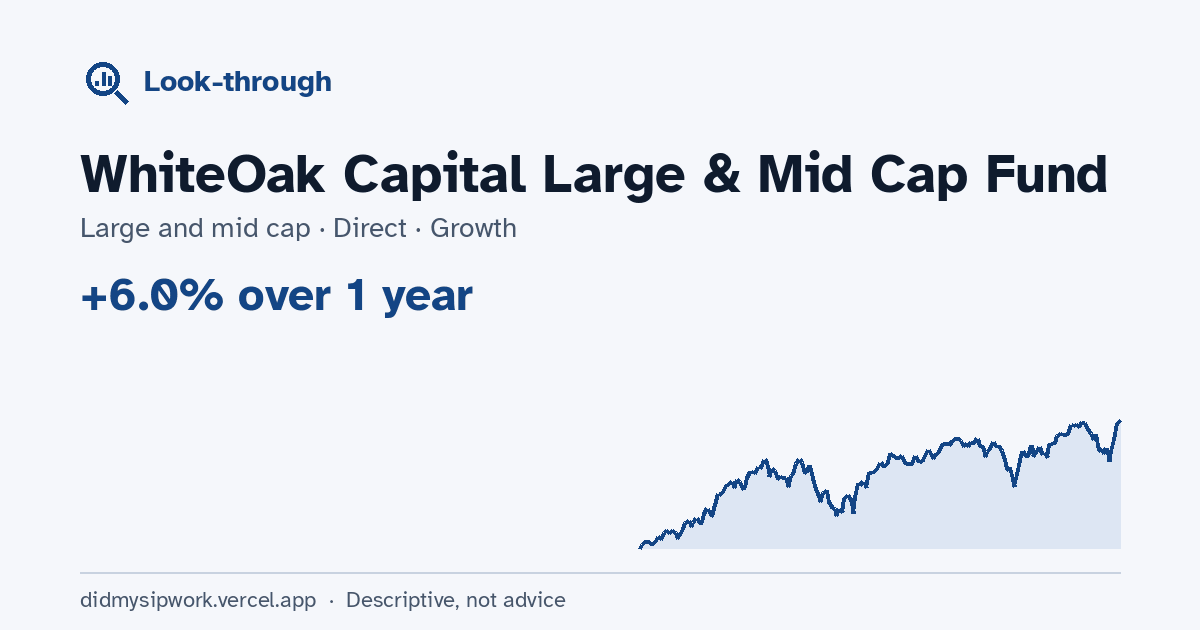 Look-through
WhiteOak Capital Large & Mid Cap Fund
Large and mid cap · Direct · Growth
+6.0% over 1 year
didmysipwork.vercel.app · Descriptive, not advice